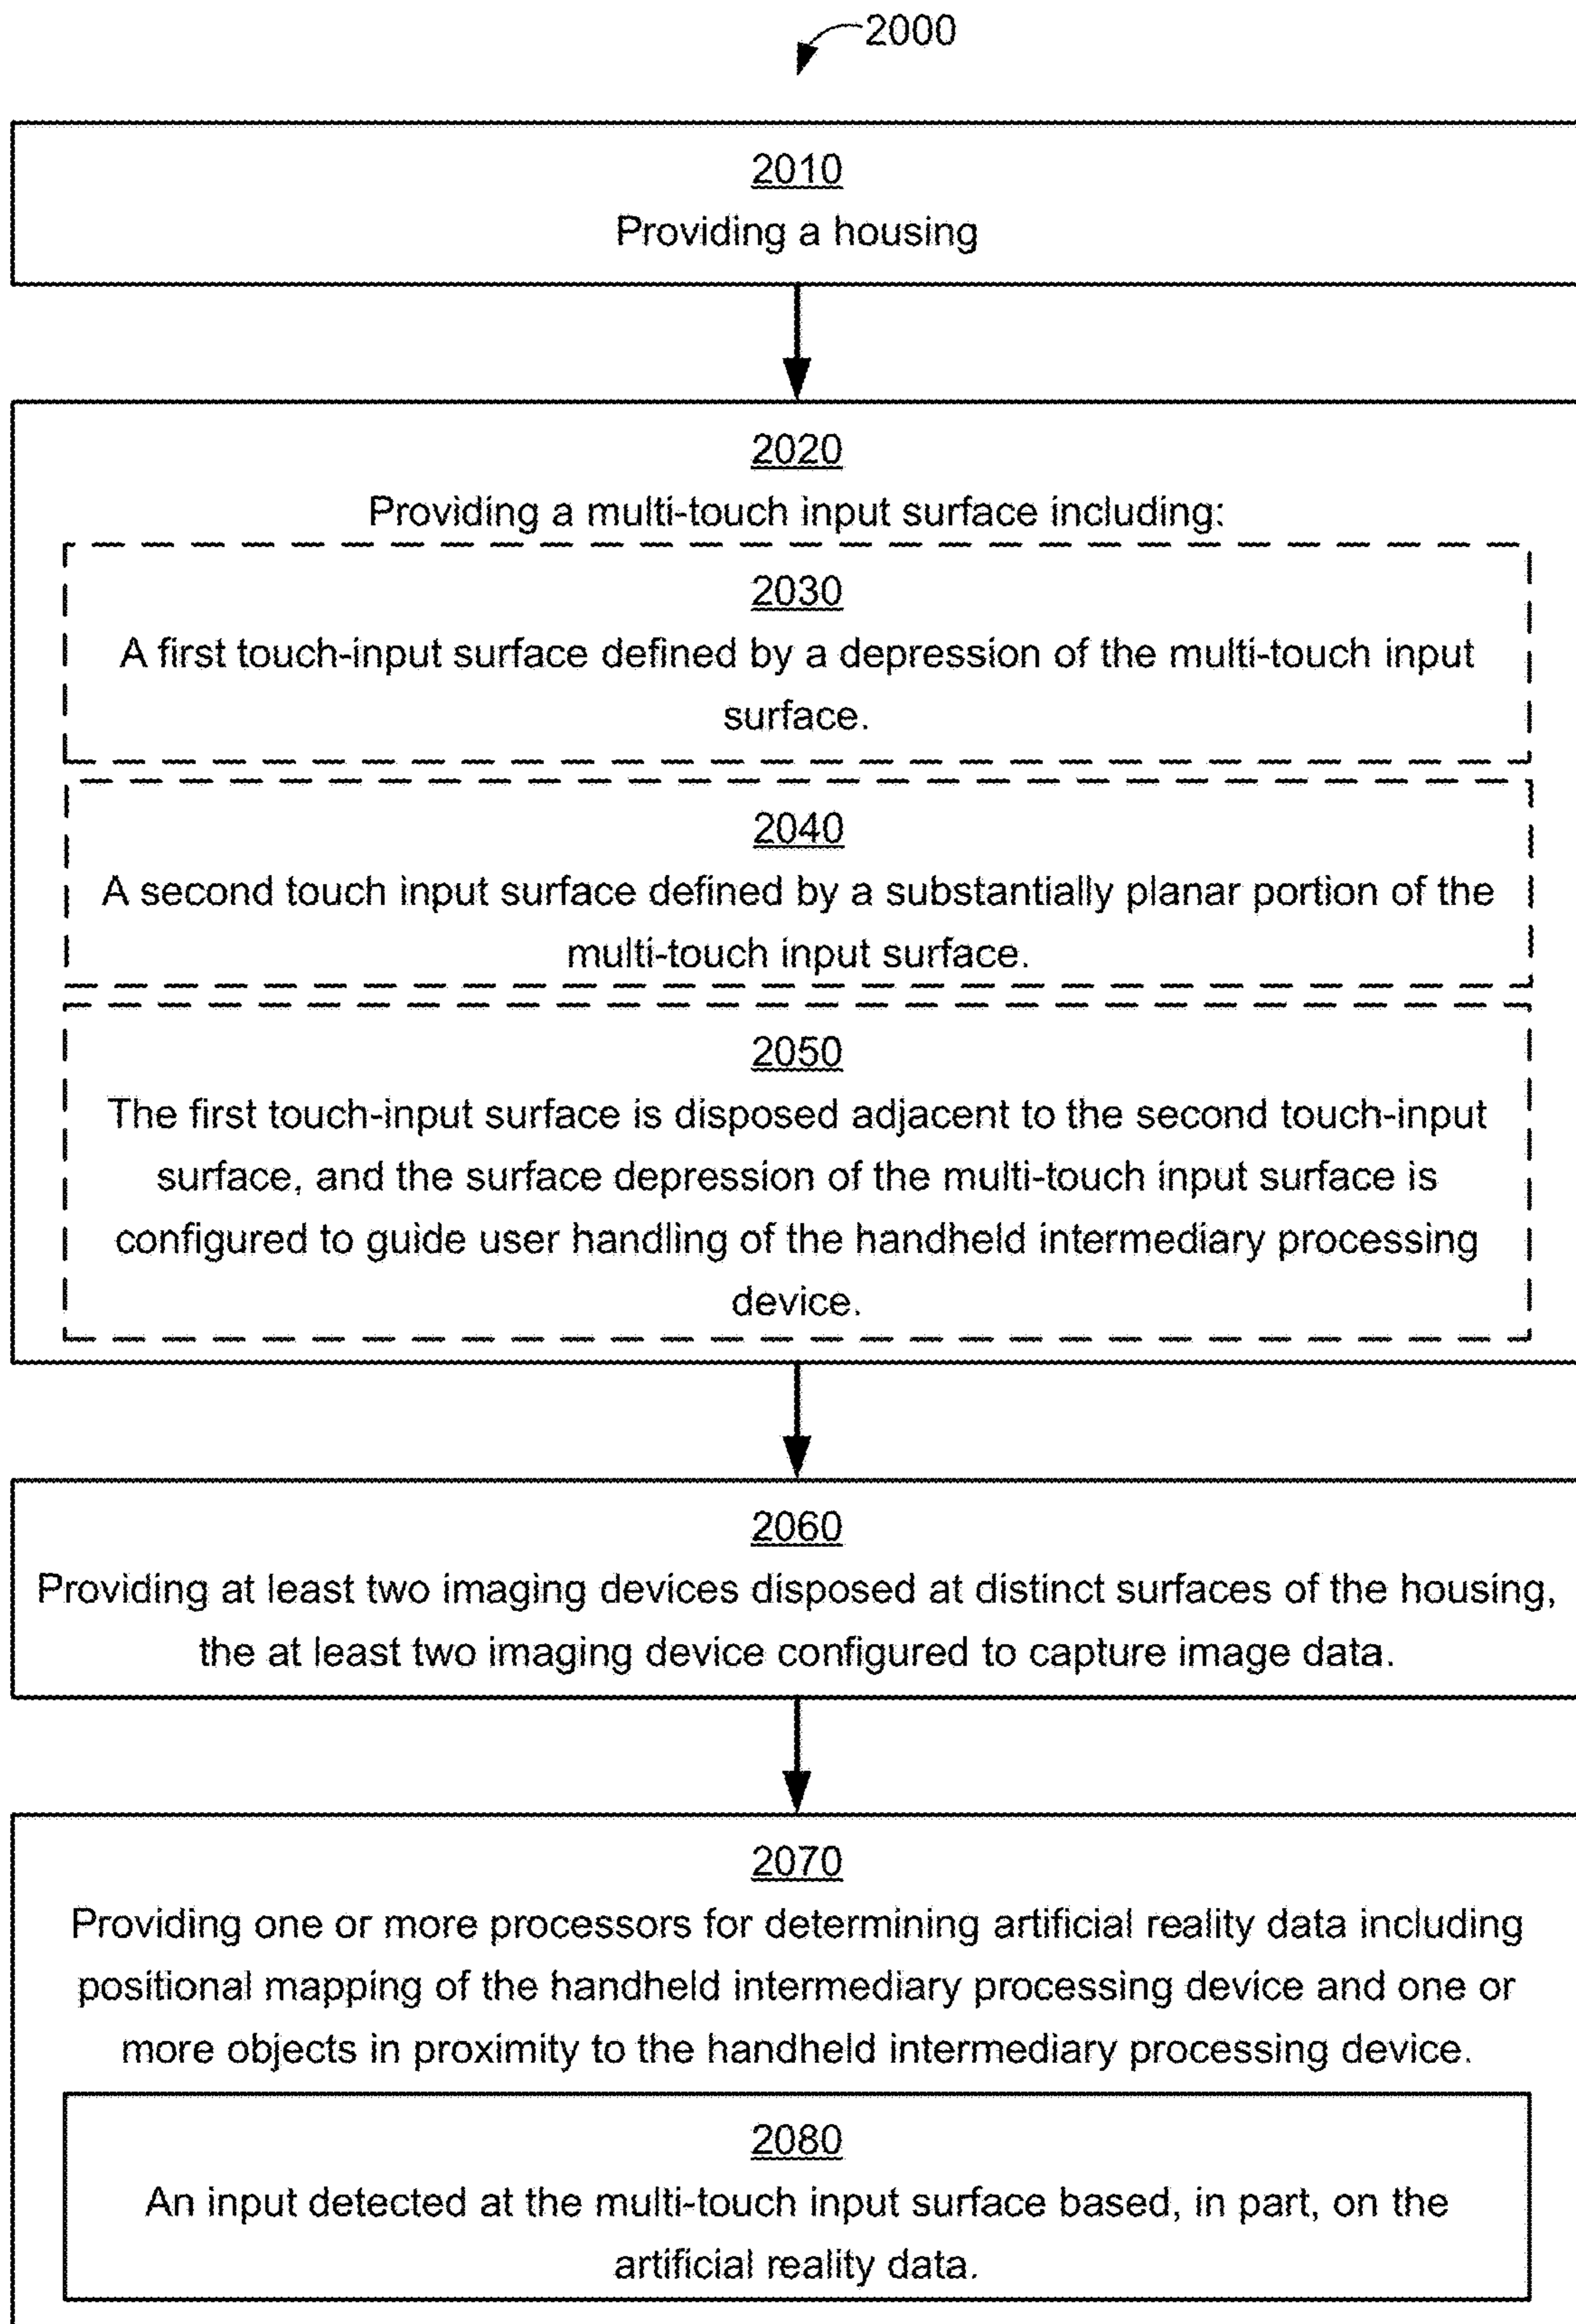 2000
2010
Providing a housing
2020
Providing a multi-touch input surface including:
2030
A first touch-input surface defined by a depression of the multi-touch input
surface.
2040
A second touch input surface defined by a substantially planar portion of the
multi-touch input surface.
2050
The first touch-input surface is disposed adjacent to the second touch-input
surface, and the surface depression of the multi-touch input surface is
configured to guide user handling of the handheld intermediary processing
device.
2060
Providing at least two imaging devices disposed at distinct surfaces of the housing,
the at least two imaging device configured to capture image data.
2070
Providing one or more processors for determining artificial reality data including
positional mapping of the handheld intermediary processing device and one or
more objects in proximity to the handheld intermediary processing device.
2080
An input detected at the multi-touch input surface based, in part, on the
artificial reality data.